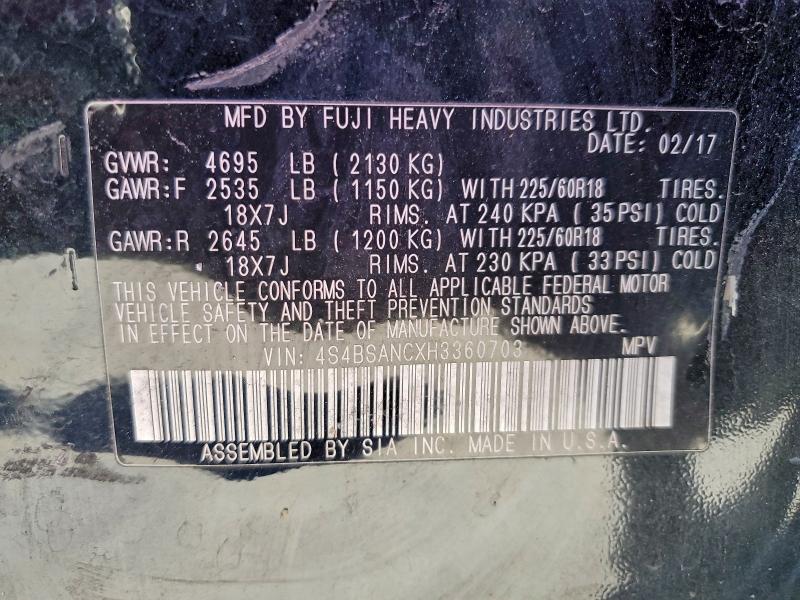 MFD BY FUJI HEAVY INDUSTRIES LTD.
DATE: 02/17
GVWR: 4695 LB ( 2130 KG)
GAWR:F 2535 LB ( 1150 KG) WITH 225/60R18 TIRES.
18X7J RIMS. AT 240 KPA ( 35 PSI) COLD
GAWR:R 2645 LB ( 1200 KG) WITH 225/60R18 TIRES.
18X7J RIMS. AT 230 KPA ( 33 PSI) COLD
THIS VEHICLE CONFORMS TO ALL APPLICABLE FEDERAL MOTOR
VEHICLE SAFETY AND THEFT PREVENTION STANDARDS
IN EFFECT ON THE DATE OF MANUFACTURE SHOWN ABOVE.
VIN: 4S4BSANCXH3360703 MPV
ASSEMBLED BY SIA INC. MADE IN U.S.A.